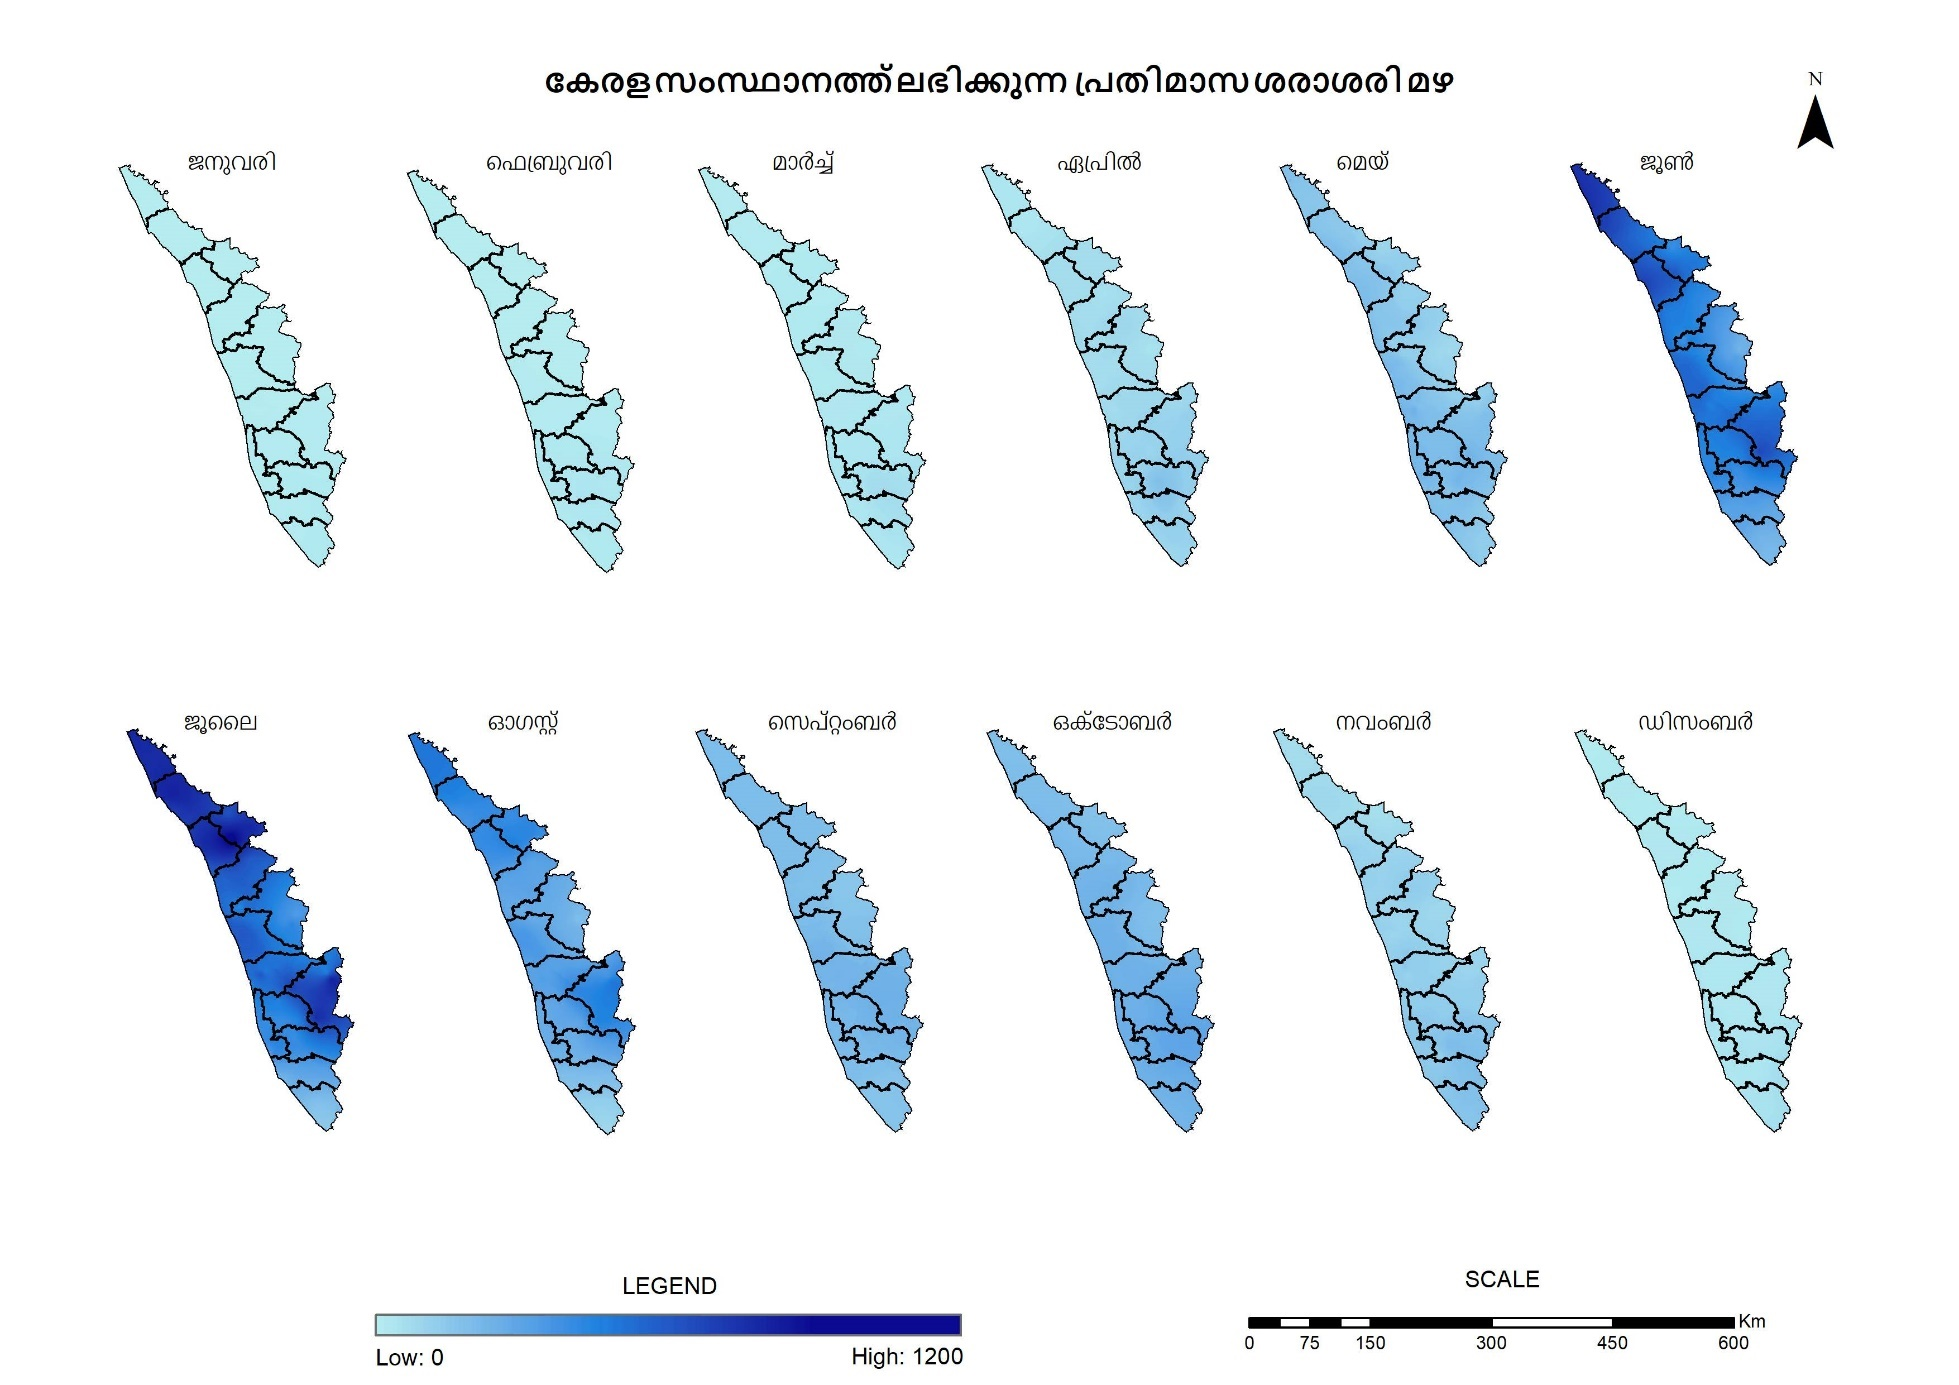 കേരള സംസ്ഥാനത്ത് ലഭിക്കുന്ന പ്രതിമാസ ശരാശരി മഴ
N
ജനുവരി ഫെബ്രുവരി മാർച്ച് ഏപ്രിൽ മെയ് ജൂൺ
ജൂലൈ ഓഗസ്റ്റ് സെപ്റ്റംബർ ഒക്ടോബർ നവംബർ ഡിസംബർ
LEGEND
Low: 0 High: 1200
SCALE
Km
0 75 150 300 450 600